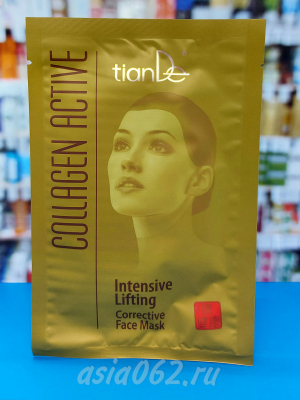 tianDe
COLLAGEN ACTIVE
Intensive
Lifting
Corrective
Face Mask
asia062.ru